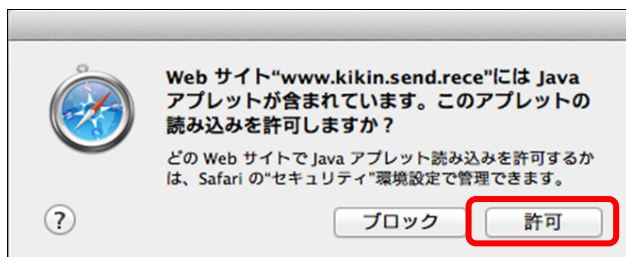 Web サイト“www.kikin.send.rece”には Java
アプレットが含まれています。このアプレットの
読み込みを許可しますか？
どの Web サイトで Java アプレット読み込みを許可するか
は、Safari の“セキュリティ”環境設定で管理できます。
? ブロック 許可